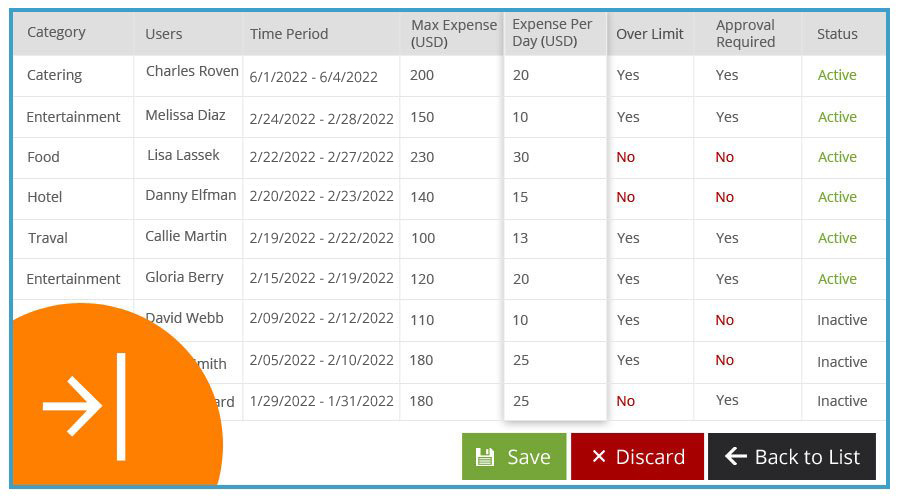 Category Users Time Period Max Expense (USD) Expense Per Day (USD) Over Limit Approval Required Status
Catering Charles Roven 6/1/2022 - 6/4/2022 200 20 Yes Yes Active
Entertainment Melissa Diaz 2/24/2022 - 2/28/2022 150 10 Yes Yes Active
Food Lisa Lassek 2/22/2022 - 2/27/2022 230 30 No No Active
Hotel Danny Elfman 2/20/2022 - 2/23/2022 140 15 No No Active
Traval Callie Martin 2/19/2022 - 2/22/2022 100 13 Yes Yes Active
Entertainment Gloria Berry 2/15/2022 - 2/19/2022 120 20 Yes Yes Active
David Webb 2/09/2022 - 2/12/2022 110 10 Yes No Inactive
2/05/2022 - 2/10/2022 180 25 Yes No Inactive
1/29/2022 - 1/31/2022 180 25 No Yes Inactive
Save Discard Back to List